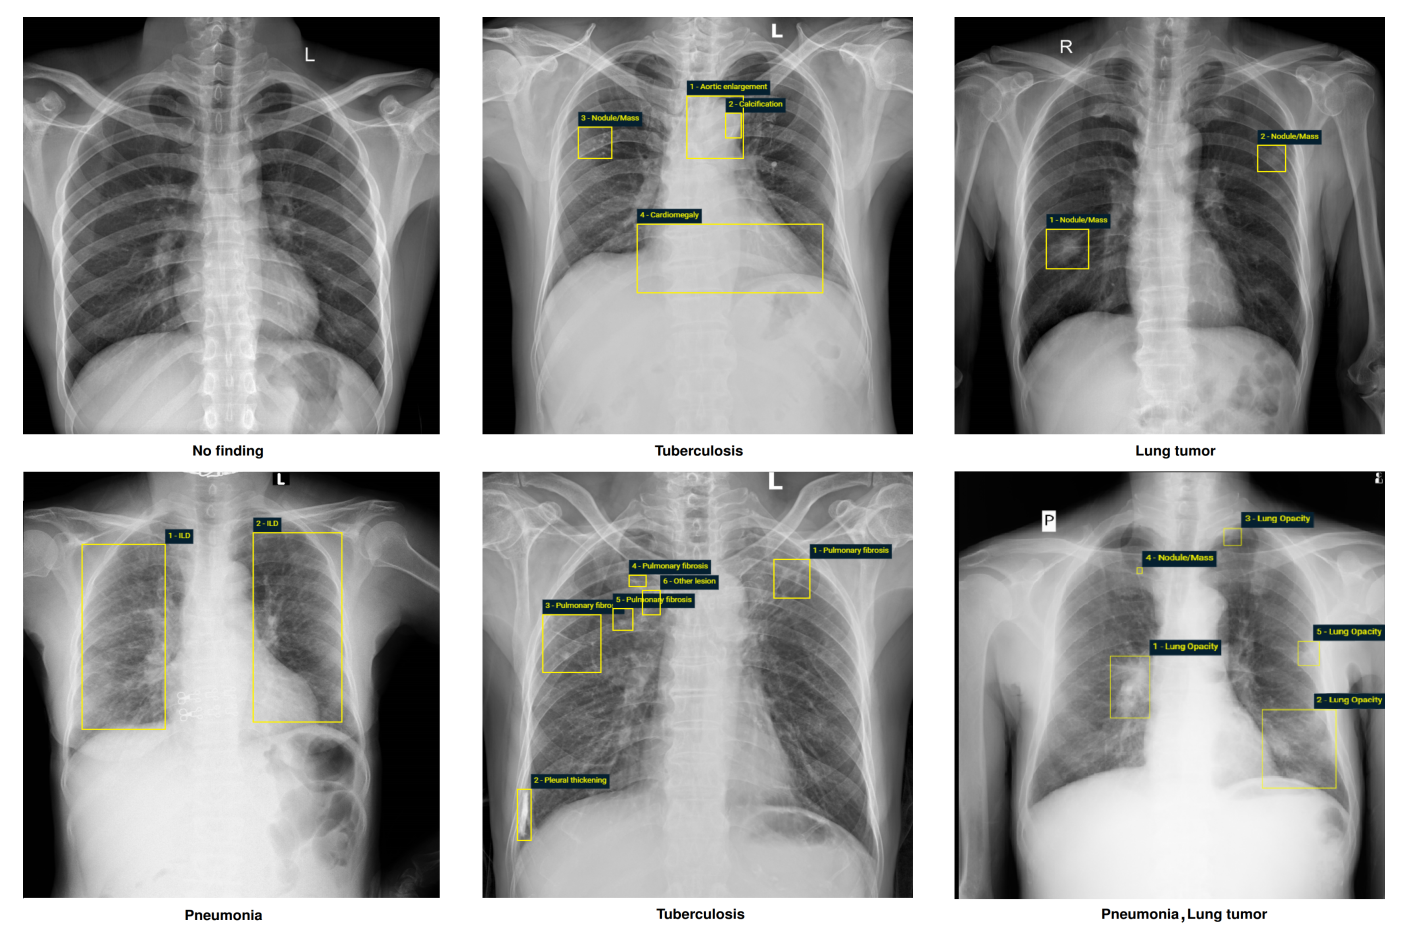 L
L
1 - Aortic enlargement
2 - Calcification
3 - Nodule/Mass
4 - Cardiomegaly
R
2 - Nodule/Mass
1 - Nodule/Mass
No finding
Tuberculosis
Lung tumor
L
2 - ILD
1 - ILD
L
1 - Pulmonary fibrosis
4 - Pulmonary fibrosis
6 - Other lesion
5 - Pulmonary fibrosis
3 - Pulmonary fibro
2 - Pleural thickening
P
3 - Lung Opacity
4 - Nodule/Mass
5 - Lung Opacity
1 - Lung Opacity
2 - Lung Opacity
Pneumonia
Tuberculosis
Pneumonia, Lung tumor